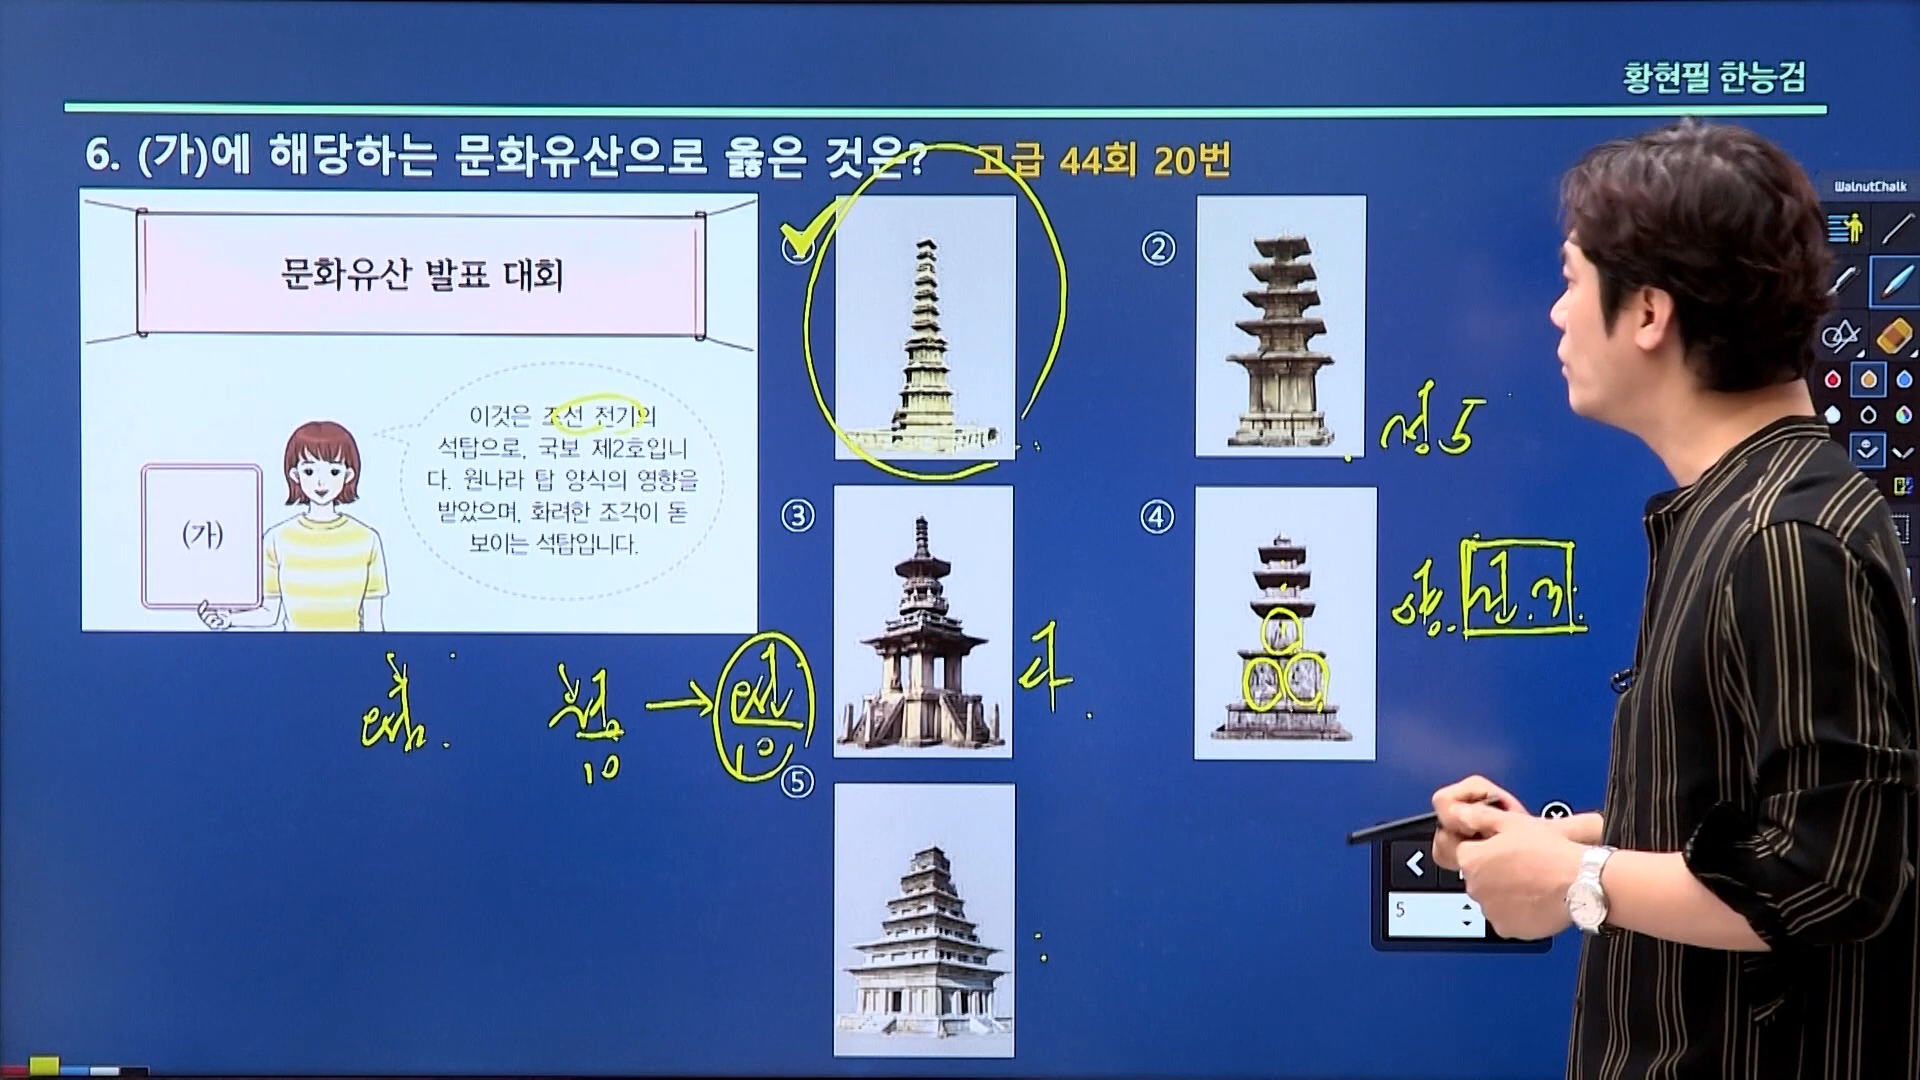 황현필 한능검
6. (가)에 해당하는 문화유산으로 옳은 것은? 고급 44회 20번
WalnutChalk
문화유산 발표 대회
이것은 조선 전기의
석탑으로, 국보 제2호입니
다. 원나라 탑 양식의 영향을
받았으며, 화려한 조각이 돋
보이는 석탑입니다.
(가)
①
②
정 5
③
④
⑤
10
10
5